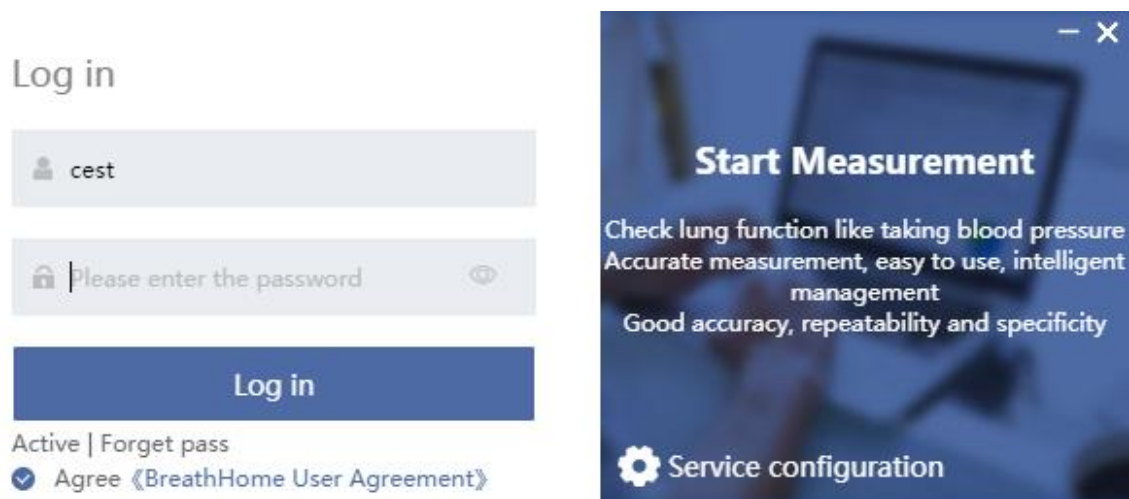 Log in
cest
Please enter the password
Log in
Active | Forget pass
Agree 《BreathHome User Agreement》
Start Measurement
Check lung function like taking blood pressure
Accurate measurement, easy to use, intelligent
management
Good accuracy, repeatability and specificity
Service configuration